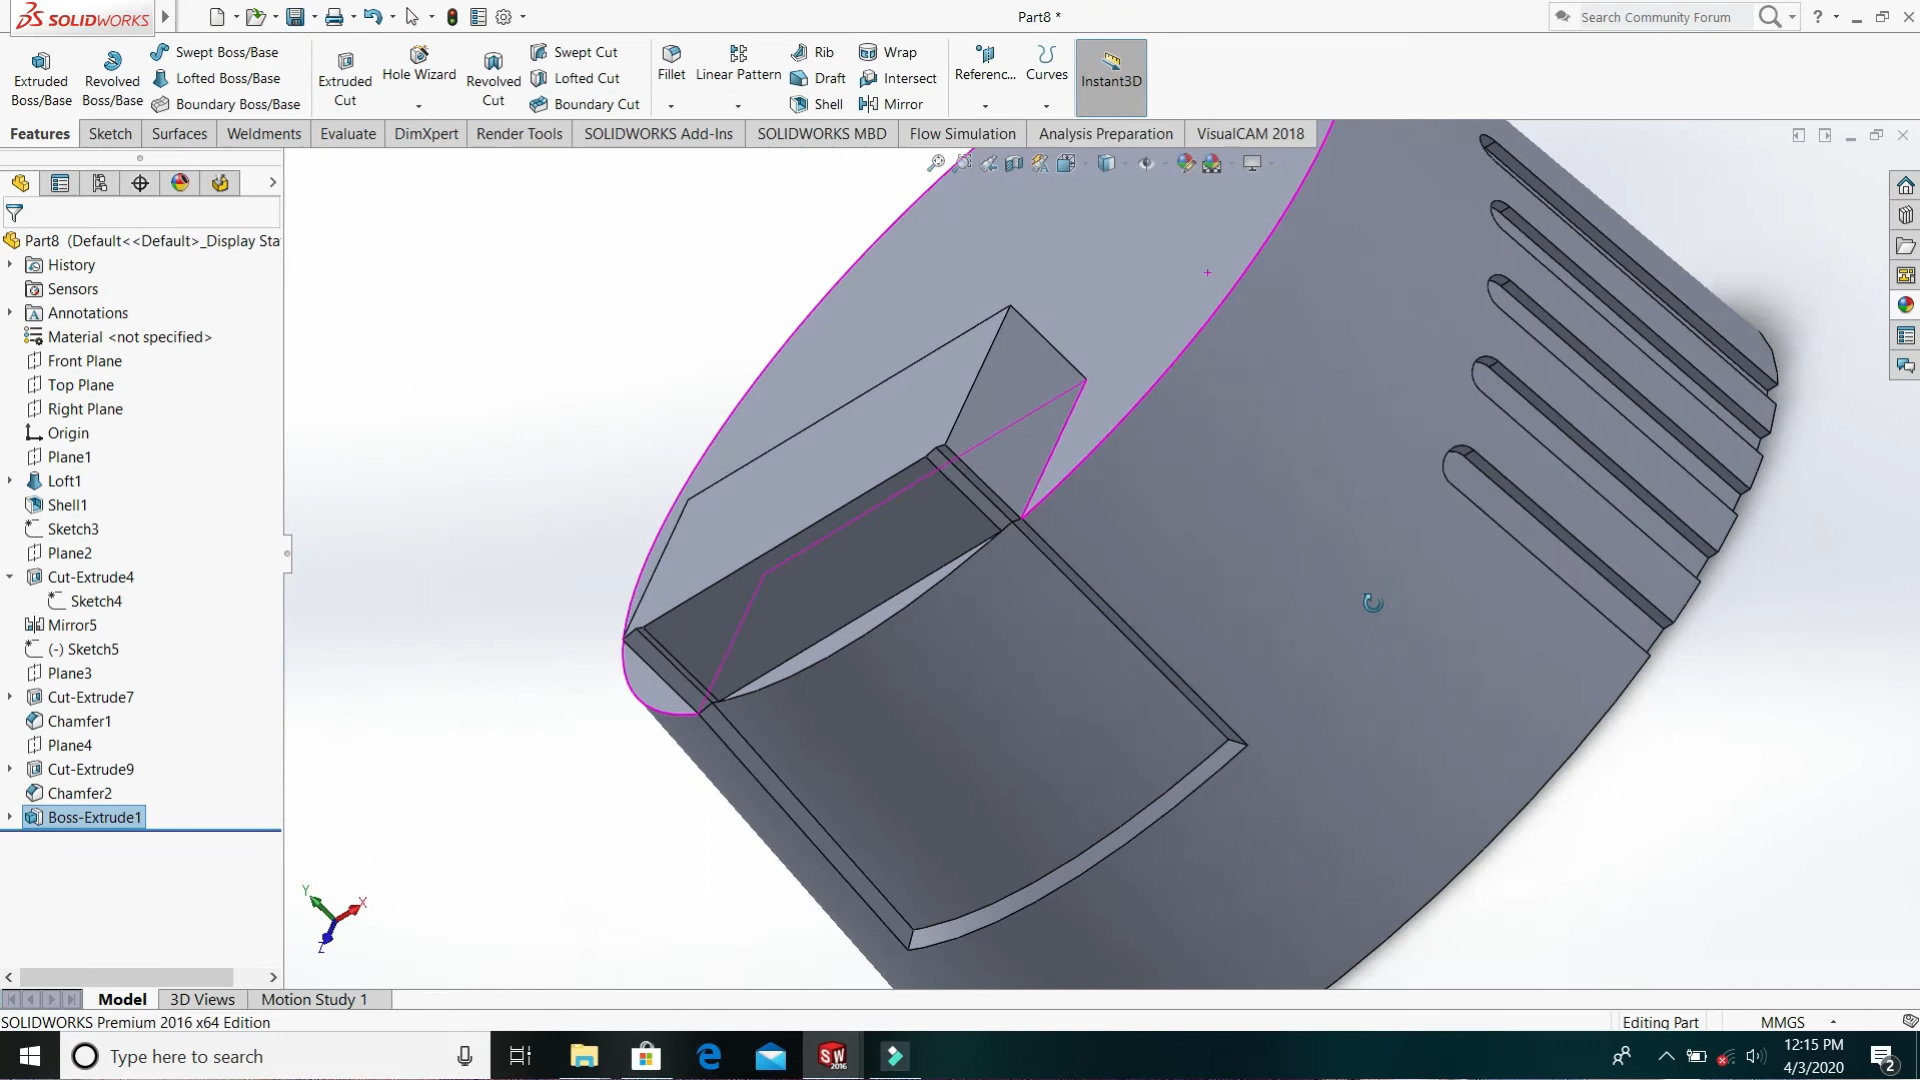 SOLIDWORKS
Part8 *
Search Community Forum
?
Extruded Boss/Base
Revolved Boss/Base
Swept Boss/Base
Lofted Boss/Base
Boundary Boss/Base
Extruded Cut
Hole Wizard
Revolved Cut
Swept Cut
Lofted Cut
Boundary Cut
Fillet
Linear Pattern
Rib
Draft
Shell
Wrap
Intersect
Mirror
Referenc...
Curves
Instant3D
Features
Sketch
Surfaces
Weldments
Evaluate
DimXpert
Render Tools
SOLIDWORKS Add-Ins
SOLIDWORKS MBD
Flow Simulation
Analysis Preparation
VisualCAM 2018
Part8 (Default<<Default>_Display Sta
History
Sensors
Annotations
Material <not specified>
Front Plane
Top Plane
Right Plane
Origin
Plane1
Loft1
Shell1
Sketch3
Plane2
Cut-Extrude4
Sketch4
Mirror5
(-) Sketch5
Plane3
Cut-Extrude7
Chamfer1
Plane4
Cut-Extrude9
Chamfer2
Boss-Extrude1
Y
X
Z
Model
3D Views
Motion Study 1
SOLIDWORKS Premium 2016 x64 Edition
Editing Part
MMGS
Type here to search
SW
2016
12:15 PM
4/3/2020
2